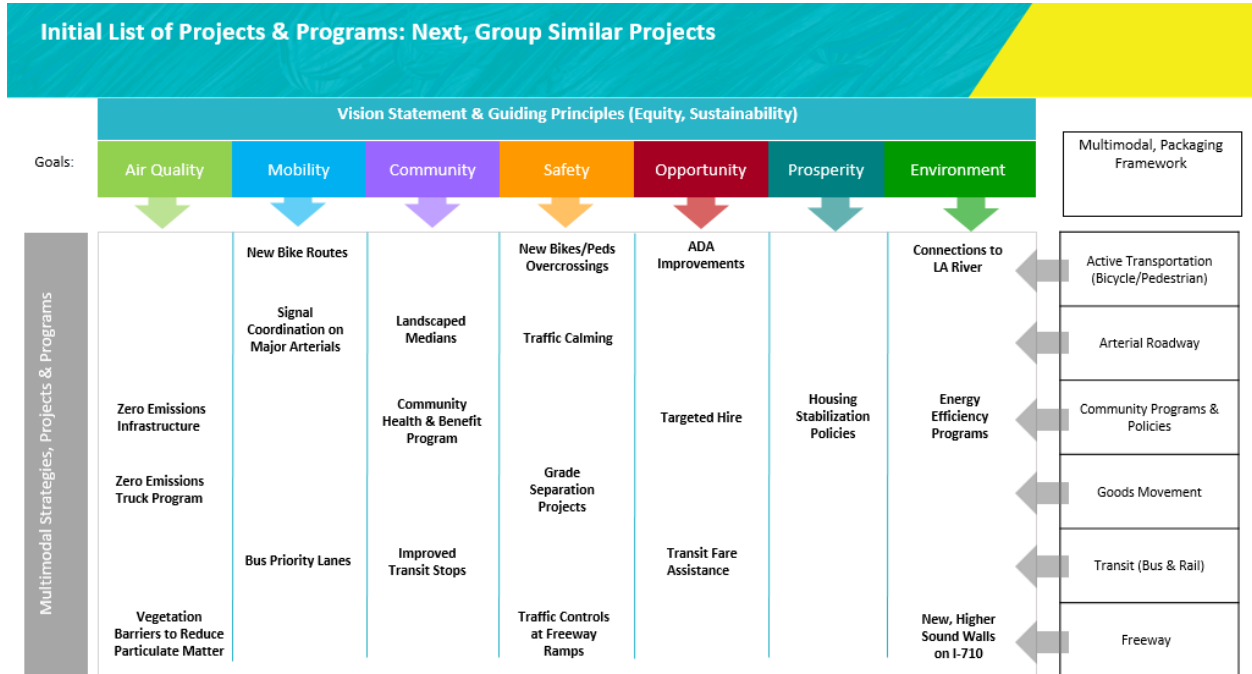 Initial List of Projects & Programs: Next, Group Similar Projects
Vision Statement & Guiding Principles (Equity, Sustainability)
Goals:
Air Quality
Mobility
Community
Safety
Opportunity
Prosperity
Environment
Multimodal, Packaging
Framework
Multimodal Strategies, Projects & Programs
New Bike Routes
New Bikes/Peds
Overcrossings
ADA
Improvements
Connections to
LA River
Active Transportation
(Bicycle/Pedestrian)
Signal
Coordination on
Major Arterials
Landscaped
Medians
Traffic Calming
Arterial Roadway
Zero Emissions
Infrastructure
Community
Health & Benefit
Program
Targeted Hire
Housing
Stabilization
Policies
Energy
Efficiency
Programs
Community Programs &
Policies
Zero Emissions
Truck Program
Grade
Separation
Projects
Goods Movement
Bus Priority Lanes
Improved
Transit Stops
Transit Fare
Assistance
Transit (Bus & Rail)
Vegetation
Barriers to Reduce
Particulate Matter
Traffic Controls
at Freeway
Ramps
New, Higher
Sound Walls
on I-710
Freeway